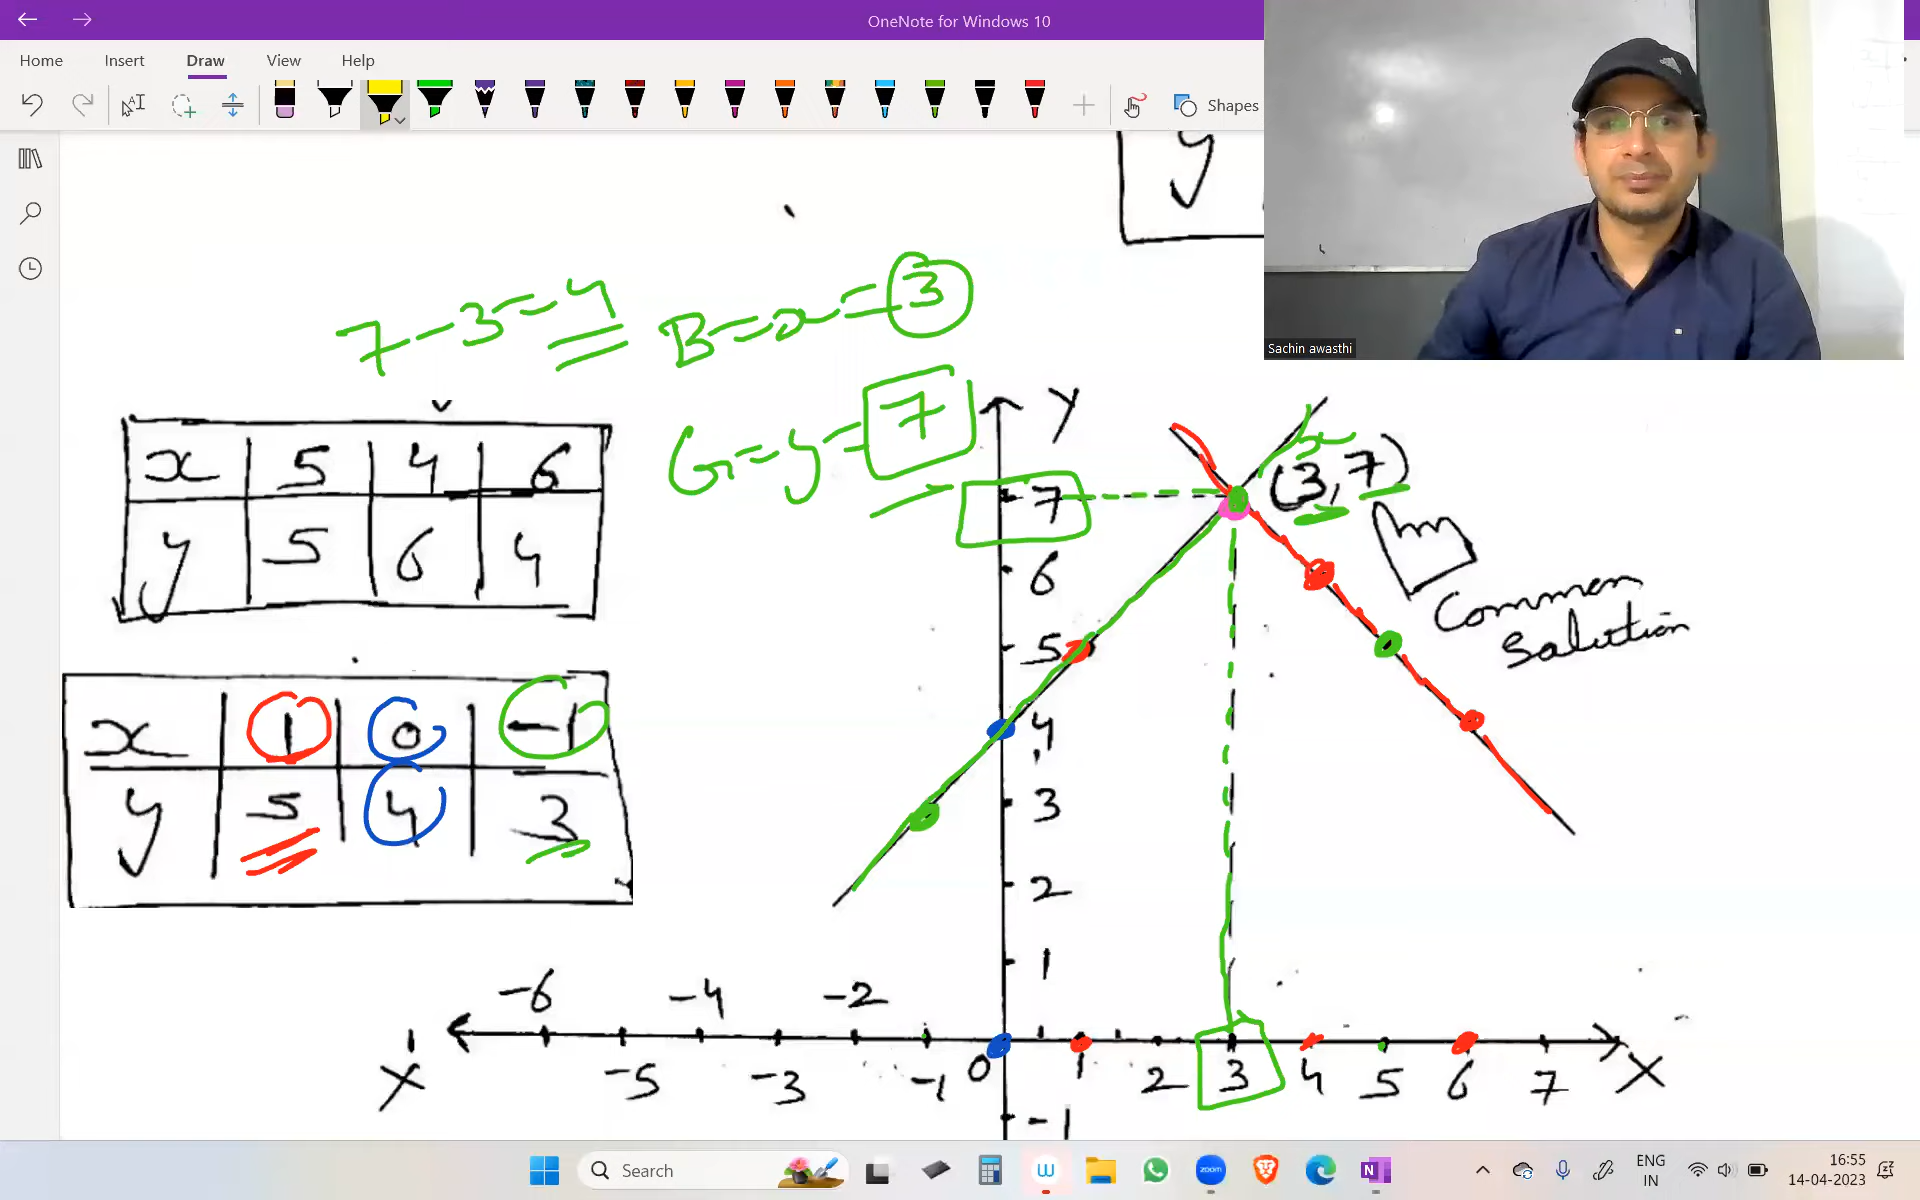 OneNote for Windows 10
Home Insert Draw View Help
Shapes
y
Sachin awasthi
7-3=4
B=x=3
G=y=7
x 5 4 6
y 5 6 4
x 1 0 -1
y 5 4 3
Y
(3,7)
Common
Solution
7
6
5
4
3
2
1
-6 -4 -2
X' -5 -3 -1 0 1 2 3 4 5 6 7 X
-1
Search
zoom
W
N
ENG
IN
16:55
14-04-2023